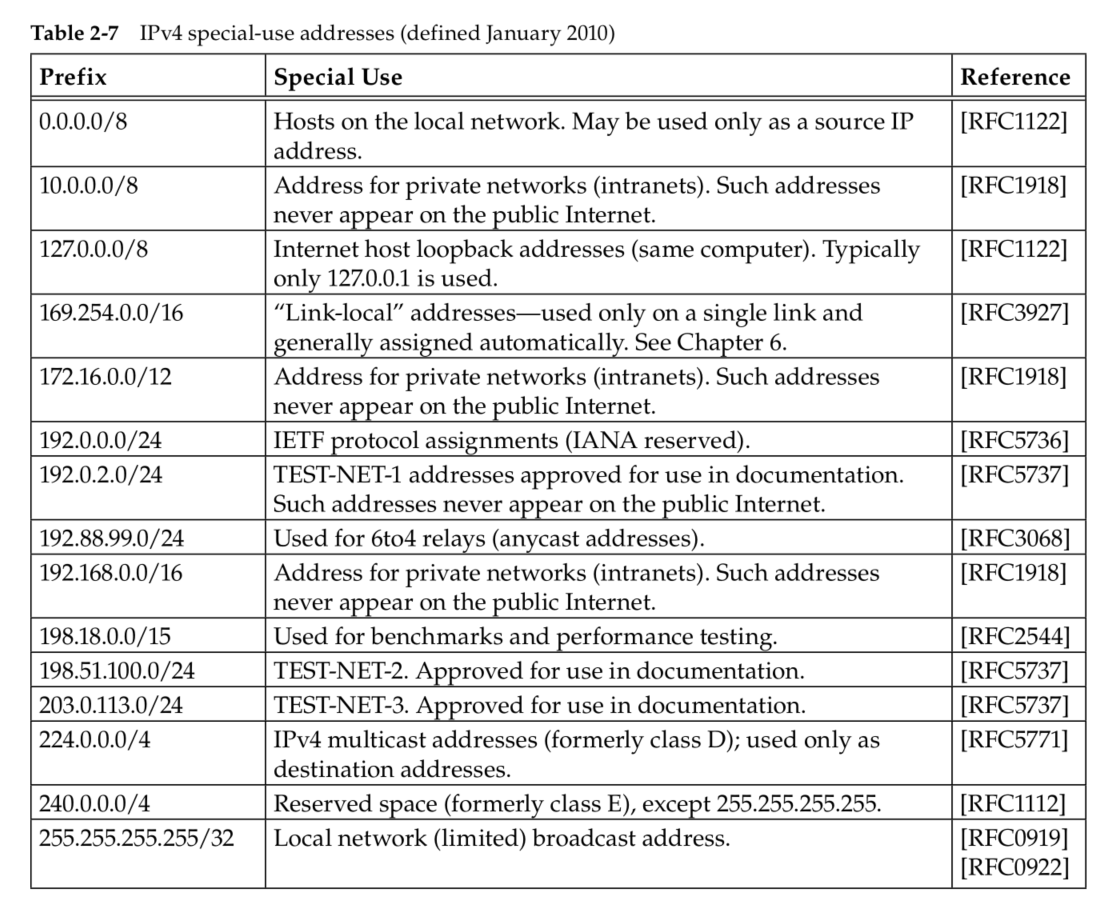 Table 2-7 IPv4 special-use addresses (defined January 2010)
Prefix Special Use Reference
0.0.0.0/8 Hosts on the local network. May be used only as a source IP [RFC1122]
address.
10.0.0.0/8 Address for private networks (intranets). Such addresses [RFC1918]
never appear on the public Internet.
127.0.0.0/8 Internet host loopback addresses (same computer). Typically [RFC1122]
only 127.0.0.1 is used.
169.254.0.0/16 “Link-local” addresses—used only on a single link and [RFC3927]
generally assigned automatically. See Chapter 6.
172.16.0.0/12 Address for private networks (intranets). Such addresses [RFC1918]
never appear on the public Internet.
192.0.0.0/24 IETF protocol assignments (IANA reserved). [RFC5736]
192.0.2.0/24 TEST-NET-1 addresses approved for use in documentation. [RFC5737]
Such addresses never appear on the public Internet.
192.88.99.0/24 Used for 6to4 relays (anycast addresses). [RFC3068]
192.168.0.0/16 Address for private networks (intranets). Such addresses [RFC1918]
never appear on the public Internet.
198.18.0.0/15 Used for benchmarks and performance testing. [RFC2544]
198.51.100.0/24 TEST-NET-2. Approved for use in documentation. [RFC5737]
203.0.113.0/24 TEST-NET-3. Approved for use in documentation. [RFC5737]
224.0.0.0/4 IPv4 multicast addresses (formerly class D); used only as [RFC5771]
destination addresses.
240.0.0.0/4 Reserved space (formerly class E), except 255.255.255.255. [RFC1112]
255.255.255.255/32 Local network (limited) broadcast address. [RFC0919]
[RFC0922]